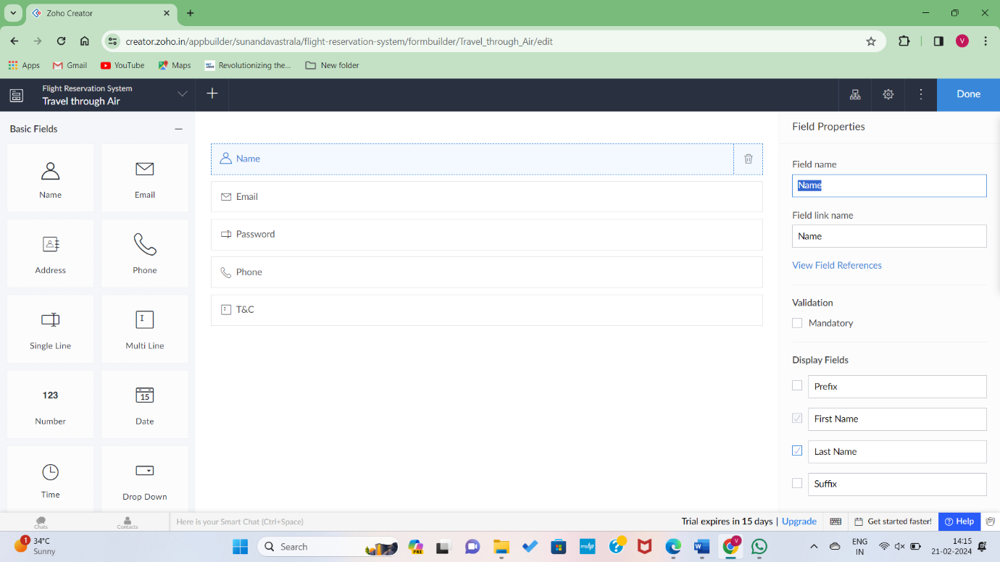 Zoho Creator
creator.zoho.in/appbuilder/sunandavastrala/flight-reservation-system/formbuilder/Travel_through_Air/edit
V
Apps Gmail YouTube Maps Revolutionizing the... New folder
Flight Reservation System
Travel through Air
Done
Basic Fields
Name Email
Address Phone
Single Line Multi Line
123 15
Number Date
Time Drop Down
Name
Email
Password
Phone
T&C
Field Properties
Field name
Name
Field link name
Name
View Field References
Validation
Mandatory
Display Fields
Prefix
First Name
Last Name
Suffix
Chats Contacts Here is your Smart Chat (Ctrl+Space) Trial expires in 15 days | Upgrade Get started faster! Help
1 34°C
Sunny
Search
PRE
myhp
W
V
ENG
IN
14:15
21-02-2024